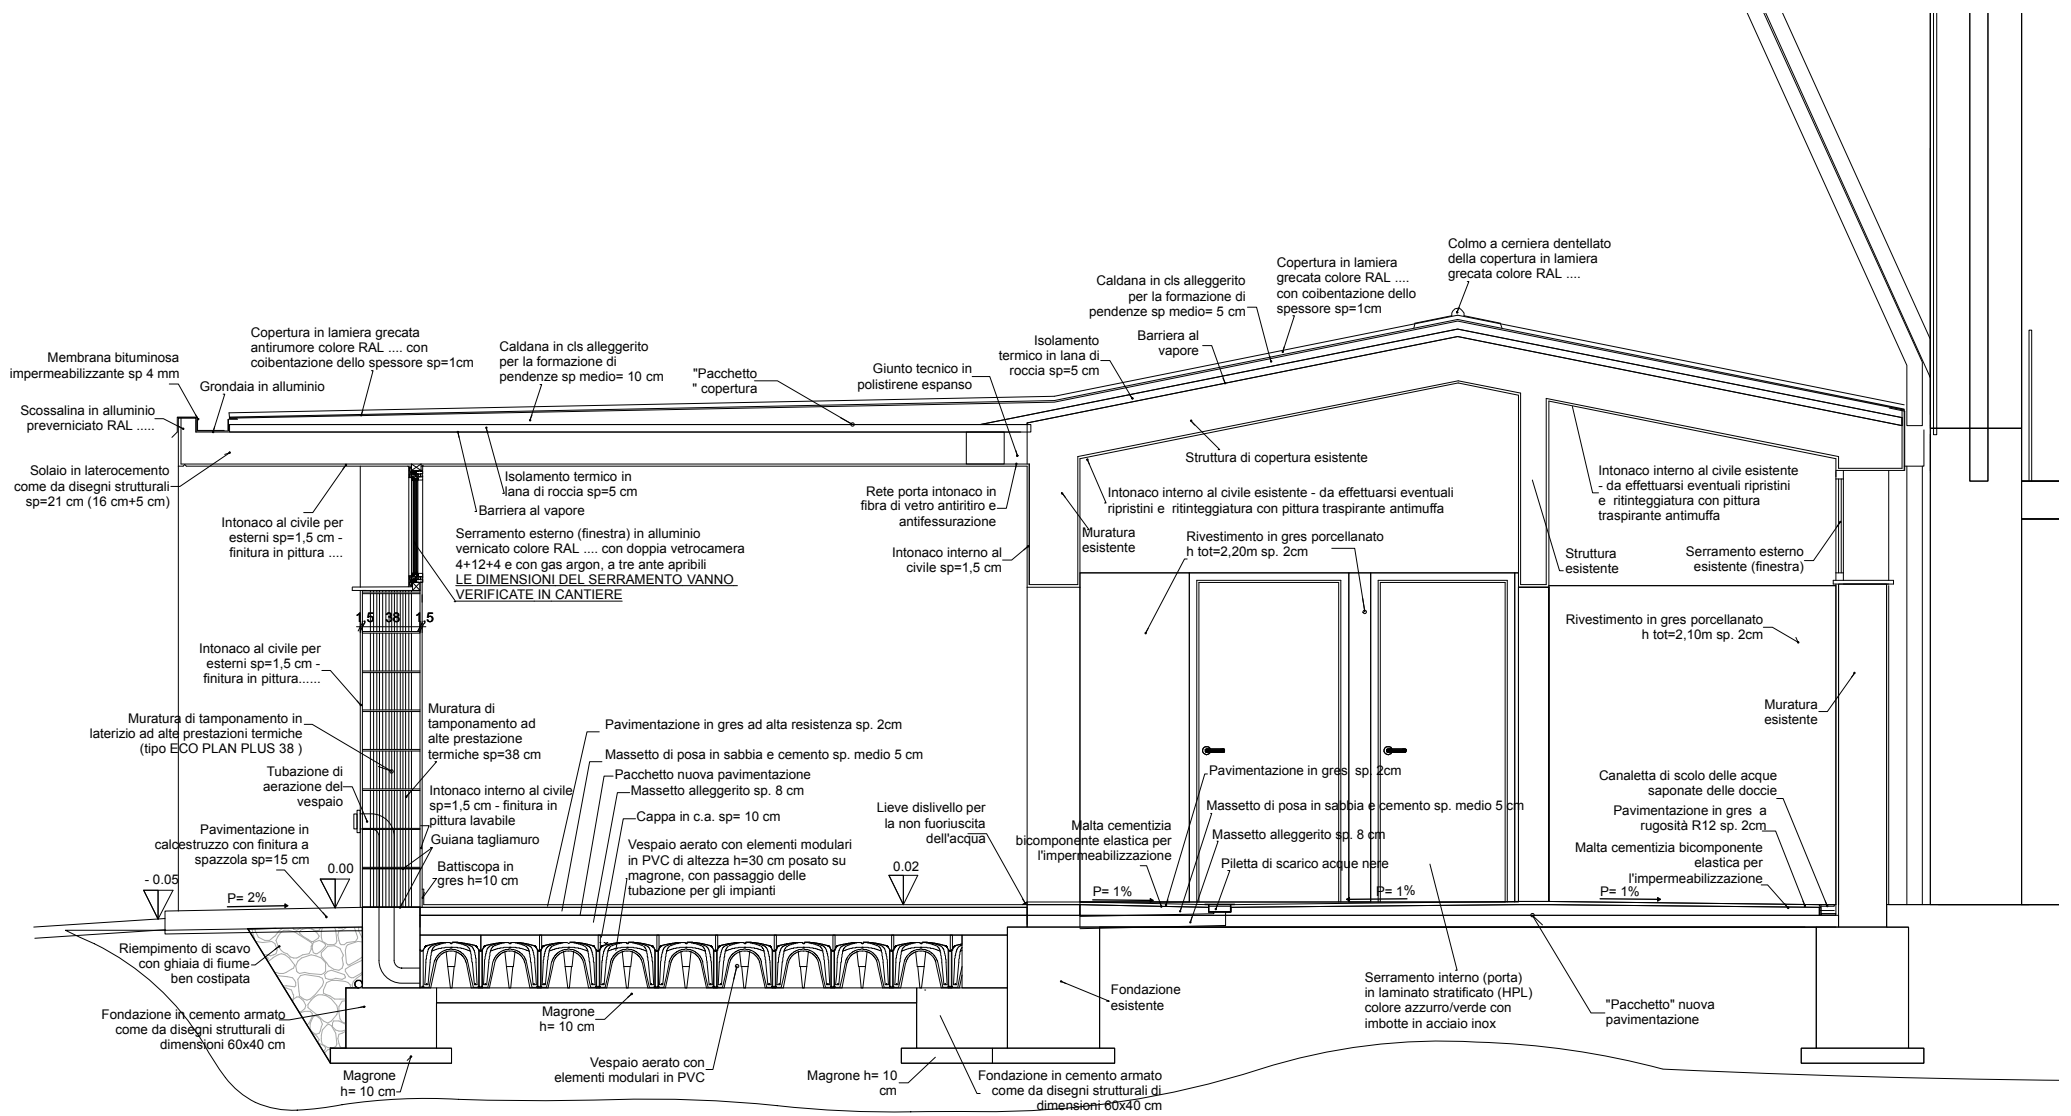 Colmo a cerniera dentellato
della copertura in lamiera
grecata colore RAL ....
Copertura in lamiera
grecata colore RAL ....
con coibentazione dello
spessore sp=1cm
Caldana in cls alleggerito
per la formazione di
pendenze sp medio= 5 cm
Barriera al
vapore
Isolamento
termico in lana di
roccia sp=5 cm
Giunto tecnico in
polistirene espanso
"Pacchetto
" copertura
Caldana in cls alleggerito
per la formazione di
pendenze sp medio= 10 cm
Copertura in lamiera grecata
antirumore colore RAL .... con
coibentazione dello spessore sp=1cm
Membrana bituminosa
impermeabilizzante sp 4 mm
Grondaia in alluminio
Scossalina in alluminio
preverniciato RAL .....
Solaio in laterocemento
come da disegni strutturali
sp=21 cm (16 cm+5 cm)
Intonaco al civile per
esterni sp=1,5 cm -
finitura in pittura ....
Isolamento termico in
lana di roccia sp=5 cm
Barriera al vapore
Serramento esterno (finestra) in alluminio
vernicato colore RAL .... con doppia vetrocamera
4+12+4 e con gas argon, a tre ante apribili
LE DIMENSIONI DEL SERRAMENTO VANNO
VERIFICATE IN CANTIERE
Rete porta intonaco in
fibra di vetro antiritiro e
antifessurazione
Intonaco interno al
civile sp=1,5 cm
Struttura di copertura esistente
Intonaco interno al civile esistente - da effettuarsi eventuali
ripristini e ritinteggiatura con pittura traspirante antimuffa
Muratura
esistente
Rivestimento in gres porcellanato
h tot=2,20m sp. 2cm
Intonaco interno al civile esistente
- da effettuarsi eventuali ripristini
e ritinteggiatura con pittura
traspirante antimuffa
Struttura
esistente
Serramento esterno
esistente (finestra)
Rivestimento in gres porcellanato
h tot=2,10m sp. 2cm
Muratura
esistente
1,5 38 1,5
Intonaco al civile per
esterni sp=1,5 cm -
finitura in pittura......
Muratura di tamponamento in
laterizio ad alte prestazioni termiche
(tipo ECO PLAN PLUS 38 )
Tubazione di
aerazione del
vespaio
Pavimentazione in
calcestruzzo con finitura a
spazzola sp=15 cm
Muratura di
tamponamento ad
alte prestazione
termiche sp=38 cm
Intonaco interno al civile
sp=1,5 cm - finitura in
pittura lavabile
Guiana tagliamuro
Battiscopa in
gres h=10 cm
Pavimentazione in gres ad alta resistenza sp. 2cm
Massetto di posa in sabbia e cemento sp. medio 5 cm
Pacchetto nuova pavimentazione
Massetto alleggerito sp. 8 cm
Cappa in c.a. sp= 10 cm
Vespaio aerato con elementi modulari
in PVC di altezza h=30 cm posato su
magrone, con passaggio delle
tubazione per gli impianti
Lieve dislivello per
la non fuoriuscita
dell'acqua
Malta cementizia
bicomponente elastica per
l'impermeabilizzazione
Pavimentazione in gres sp. 2cm
Massetto di posa in sabbia e cemento sp. medio 5 cm
Massetto alleggerito sp. 8 cm
Piletta di scarico acque nere
Canaletta di scolo delle acque
saponate delle doccie
Pavimentazione in gres a
rugosità R12 sp. 2cm
Malta cementizia bicomponente
elastica per
l'impermeabilizzazione
- 0.05
P= 2%
0.00
0.02
P= 1%
P= 1%
P= 1%
Riempimento di scavo
con ghiaia di fiume
ben costipata
Fondazione in cemento armato
come da disegni strutturali di
dimensioni 60x40 cm
Magrone
h= 10 cm
Magrone
h= 10 cm
Vespaio aerato con
elementi modulari in PVC
Magrone h= 10
cm
Fondazione in cemento armato
come da disegni strutturali di
dimensioni 60x40 cm
Fondazione
esistente
Serramento interno (porta)
in laminato stratificato (HPL)
colore azzurro/verde con
imbotte in acciaio inox
"Pacchetto" nuova
pavimentazione